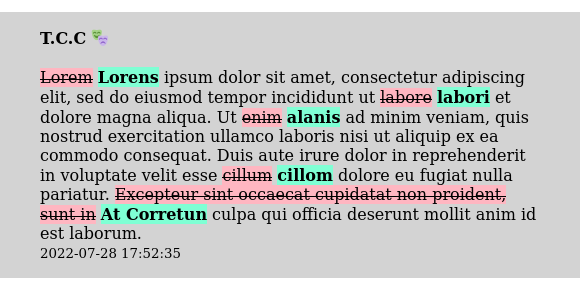 T.C.C 🎭
Lorem Lorens ipsum dolor sit amet, consectetur adipiscing
elit, sed do eiusmod tempor incididunt ut labore labori et
dolore magna aliqua. Ut enim alanis ad minim veniam, quis
nostrud exercitation ullamco laboris nisi ut aliquip ex ea
commodo consequat. Duis aute irure dolor in reprehenderit
in voluptate velit esse cillum cillom dolore eu fugiat nulla
pariatur. Excepteur sint occaecat cupidatat non proident,
sunt in At Corretun culpa qui officia deserunt mollit anim id
est laborum.
2022-07-28 17:52:35